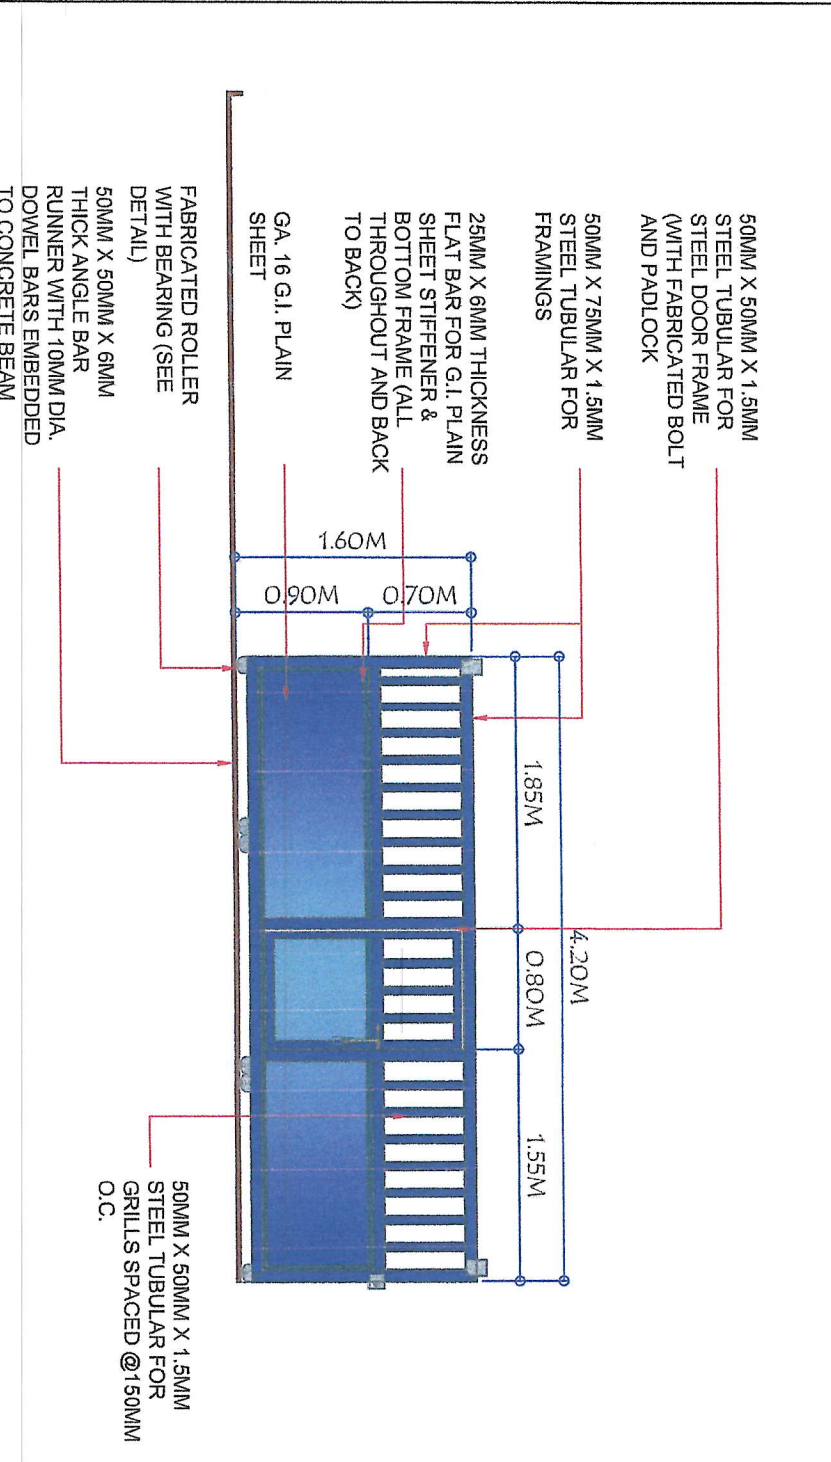 50MM X 50MM X 1.5MM
STEEL TUBULAR FOR
STEEL DOOR FRAME
(WITH FABRICATED BOLT
AND PADLOCK
50MM X 75MM X 1.5MM
STEEL TUBULAR FOR
FRAMINGS
25MM X 6MM THICKNESS
FLAT BAR FOR G.I. PLAIN
SHEET STIFFENER &
BOTTOM FRAME (ALL
THROUGHOUT AND BACK
TO BACK)
GA. 16 G.I. PLAIN
SHEET
FABRICATED ROLLER
WITH BEARING (SEE
DETAIL)
50MM X 50MM X 6MM
THICK ANGLE BAR
RUNNER WITH 10MM DIA.
DOWEL BARS EMBEDDED
TO CONCRETE BEAM
4.20M
1.85M
0.80M
1.55M
1.60M
0.70M
0.90M
50MM X 50MM X 1.5MM
STEEL TUBULAR FOR
GRILLS SPACED @150MM
O.C.